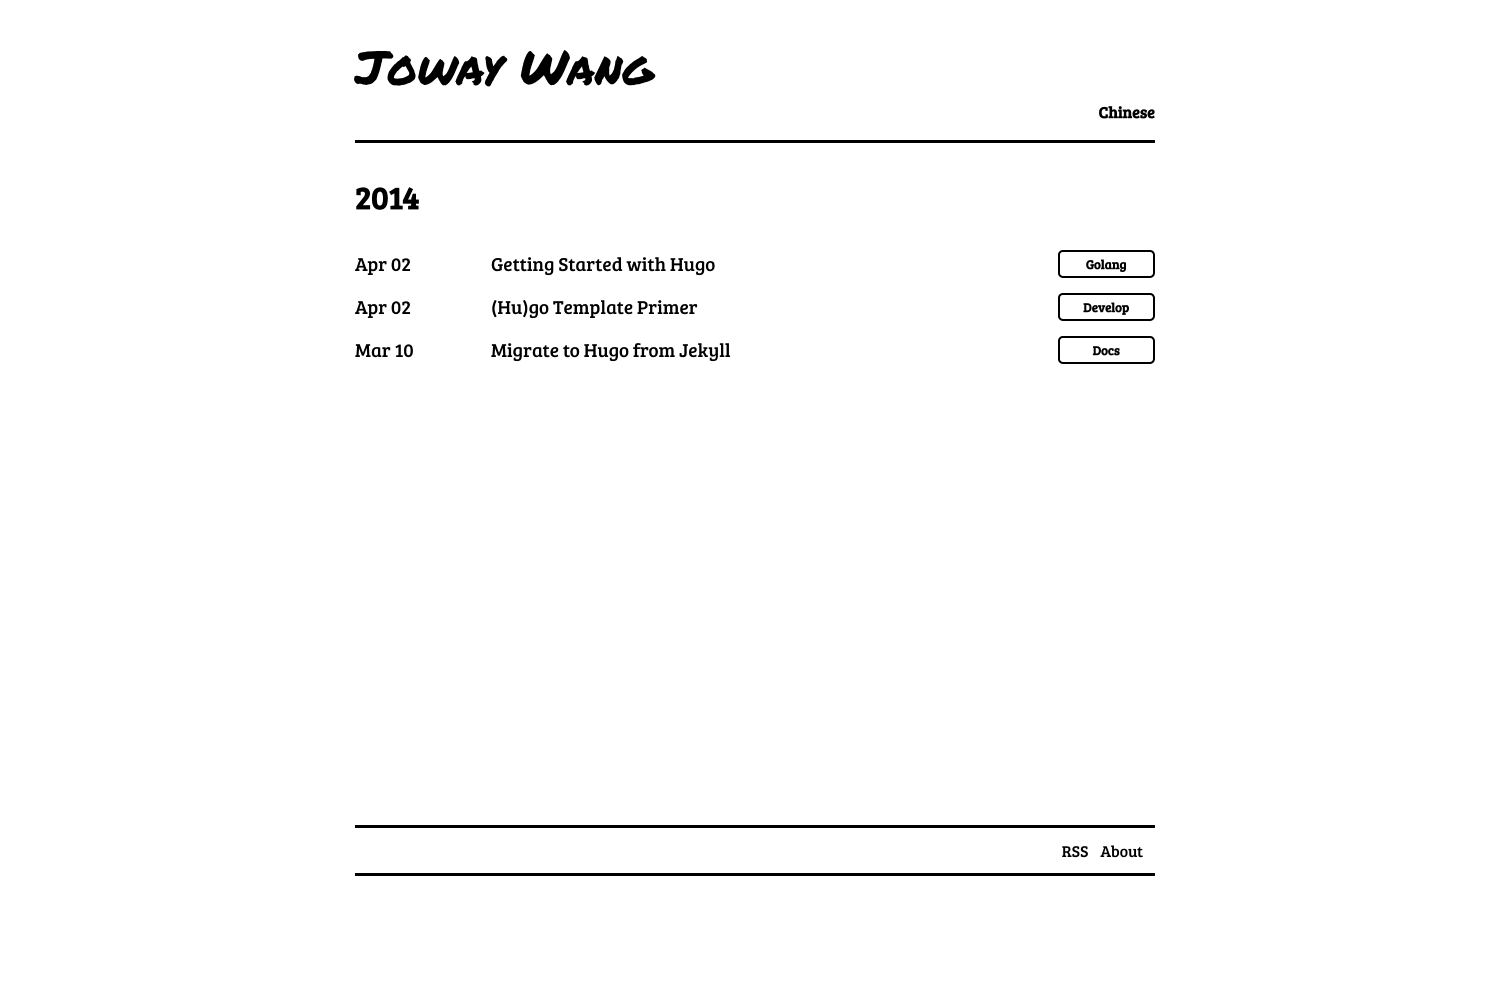 Joway Wang
Chinese
2014
Apr 02 Getting Started with Hugo Golang
Apr 02 (Hu)go Template Primer Develop
Mar 10 Migrate to Hugo from Jekyll Docs
RSS About